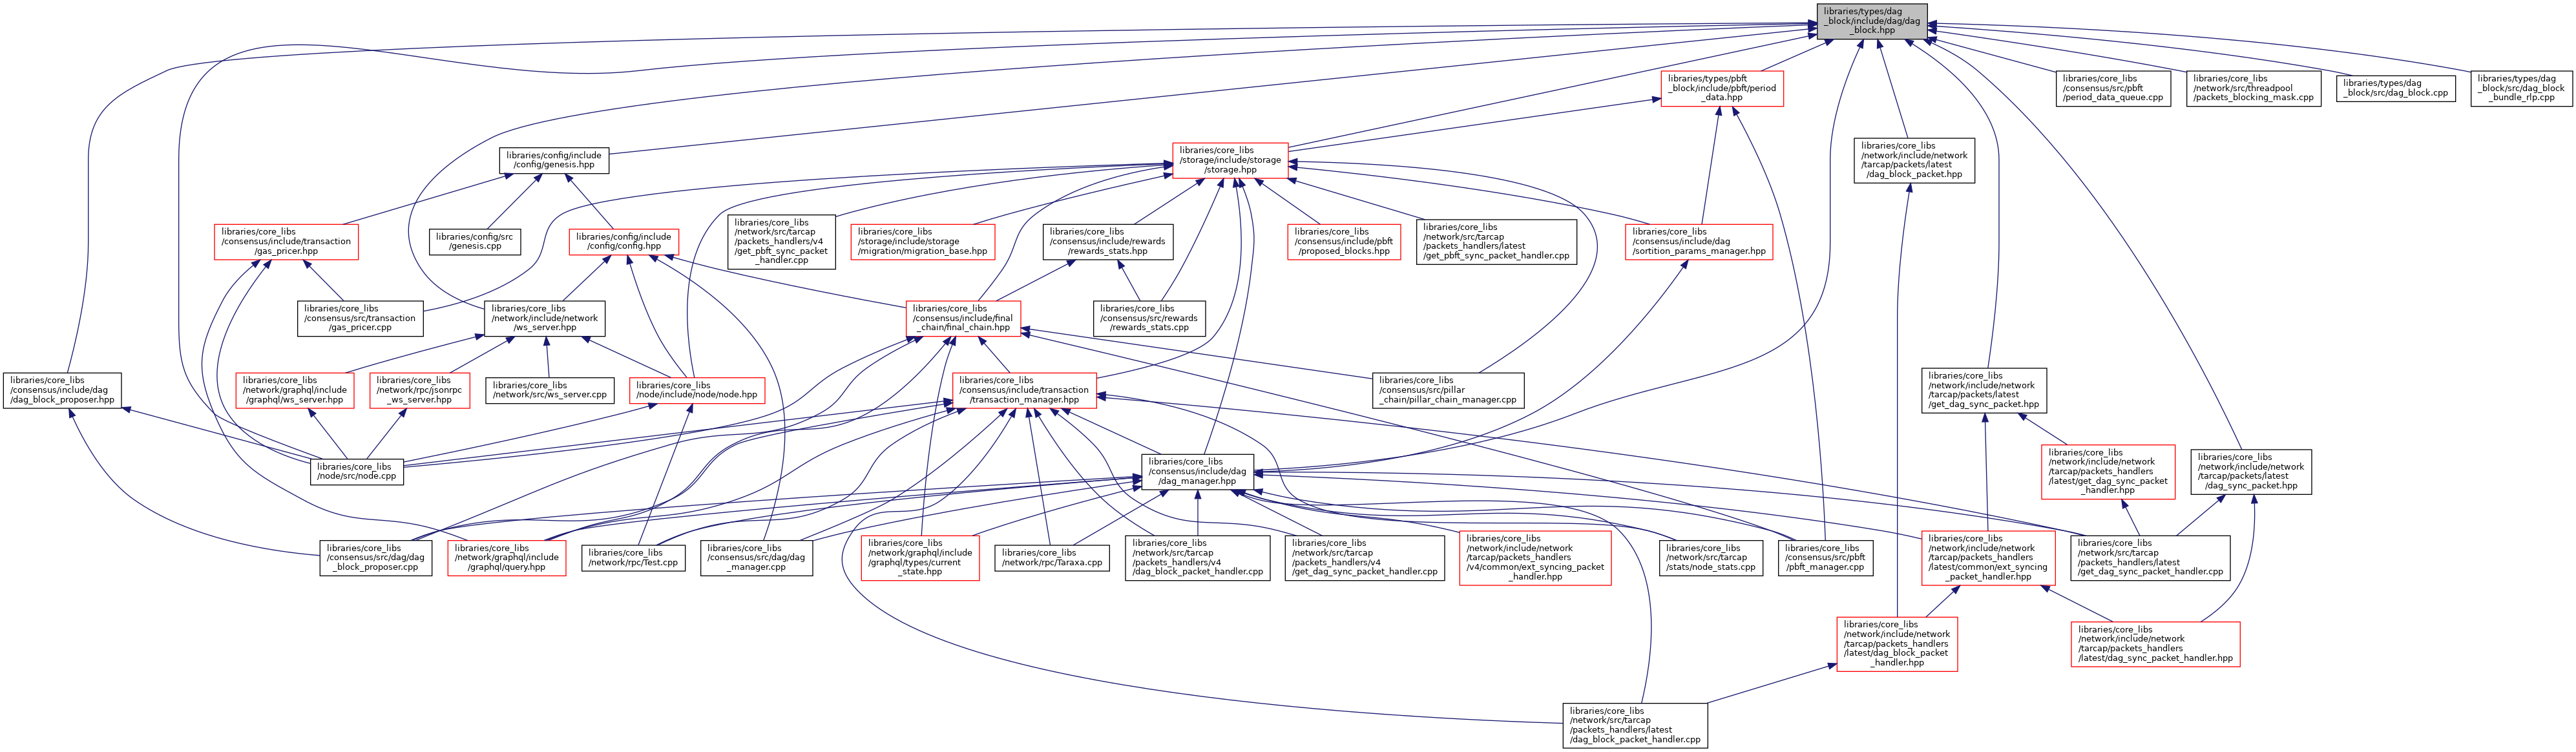 libraries/types/dag
_block/include/dag/dag
_block.hpp
libraries/types/pbft
_block/include/pbft/period
_data.hpp
libraries/core_libs
/consensus/src/pbft
/period_data_queue.cpp
libraries/core_libs
/network/src/threadpool
/packets_blocking_mask.cpp
libraries/types/dag
_block/src/dag_block.cpp
libraries/types/dag
_block/src/dag_block
_bundle_rlp.cpp
libraries/config/include
/config/genesis.hpp
libraries/core_libs
/storage/include/storage
/storage.hpp
libraries/core_libs
/network/include/network
/tarcap/packets/latest
/dag_block_packet.hpp
libraries/core_libs
/consensus/include/transaction
/gas_pricer.hpp
libraries/config/src
/genesis.cpp
libraries/config/include
/config/config.hpp
libraries/core_libs
/network/src/tarcap
/packets_handlers/v4
/get_pbft_sync_packet
_handler.cpp
libraries/core_libs
/storage/include/storage
/migration/migration_base.hpp
libraries/core_libs
/consensus/include/rewards
/rewards_stats.hpp
libraries/core_libs
/consensus/include/pbft
/proposed_blocks.hpp
libraries/core_libs
/network/src/tarcap
/packets_handlers/latest
/get_pbft_sync_packet_handler.cpp
libraries/core_libs
/consensus/include/dag
/sortition_params_manager.hpp
libraries/core_libs
/consensus/src/transaction
/gas_pricer.cpp
libraries/core_libs
/network/include/network
/ws_server.hpp
libraries/core_libs
/consensus/include/final
_chain/final_chain.hpp
libraries/core_libs
/consensus/src/rewards
/rewards_stats.cpp
libraries/core_libs
/consensus/include/dag
/dag_block_proposer.hpp
libraries/core_libs
/network/graphql/include
/graphql/ws_server.hpp
libraries/core_libs
/network/rpc/jsonrpc
_ws_server.hpp
libraries/core_libs
/network/src/ws_server.cpp
libraries/core_libs
/node/include/node/node.hpp
libraries/core_libs
/consensus/include/transaction
/transaction_manager.hpp
libraries/core_libs
/consensus/src/pillar
_chain/pillar_chain_manager.cpp
libraries/core_libs
/network/include/network
/tarcap/packets/latest
/get_dag_sync_packet.hpp
libraries/core_libs
/node/src/node.cpp
libraries/core_libs
/consensus/include/dag
/dag_manager.hpp
libraries/core_libs
/network/include/network
/tarcap/packets_handlers
/latest/get_dag_sync_packet
_handler.hpp
libraries/core_libs
/network/include/network
/tarcap/packets/latest
/dag_sync_packet.hpp
libraries/core_libs
/consensus/src/dag/dag
_block_proposer.cpp
libraries/core_libs
/network/graphql/include
/graphql/query.hpp
libraries/core_libs
/network/rpc/Test.cpp
libraries/core_libs
/consensus/src/dag/dag
_manager.cpp
libraries/core_libs
/network/graphql/include
/graphql/types/current
_state.hpp
libraries/core_libs
/network/rpc/Taraxa.cpp
libraries/core_libs
/network/src/tarcap
/packets_handlers/v4
/dag_block_packet_handler.cpp
libraries/core_libs
/network/src/tarcap
/packets_handlers/v4
/get_dag_sync_packet_handler.cpp
libraries/core_libs
/network/include/network
/tarcap/packets_handlers
/v4/common/ext_syncing_packet
_handler.hpp
libraries/core_libs
/network/src/tarcap
/stats/node_stats.cpp
libraries/core_libs
/consensus/src/pbft
/pbft_manager.cpp
libraries/core_libs
/network/include/network
/tarcap/packets_handlers
/latest/common/ext_syncing
_packet_handler.hpp
libraries/core_libs
/network/src/tarcap
/packets_handlers/latest
/get_dag_sync_packet_handler.cpp
libraries/core_libs
/network/include/network
/tarcap/packets_handlers
/latest/dag_block_packet
_handler.hpp
libraries/core_libs
/network/include/network
/tarcap/packets_handlers
/latest/dag_sync_packet_handler.hpp
libraries/core_libs
/network/src/tarcap
/packets_handlers/latest
/dag_block_packet_handler.cpp